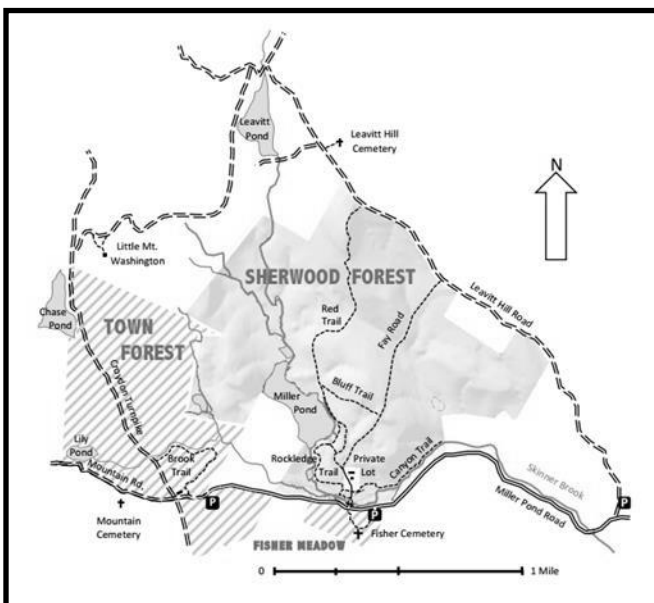 Leavitt
Pond
Leavitt Hill
Cemetery
N
Little Mt.
Washington
SHERWOOD FOREST
Leavitt Hill Road
Chase
Pond
TOWN
FOREST
Red
Trail
Fay Road
Croydon Turnpike
Bluff Trail
Miller
Pond
Lily
Pond
Brook
Trail
Rockledge
Trail
Private
Lot
Canyon Trail
Mountain Rd.
Skinner Brook
Miller Pond Road
P
P
P
Mountain
Cemetery
Fisher Cemetery
FISHER MEADOW
0
1 Mile